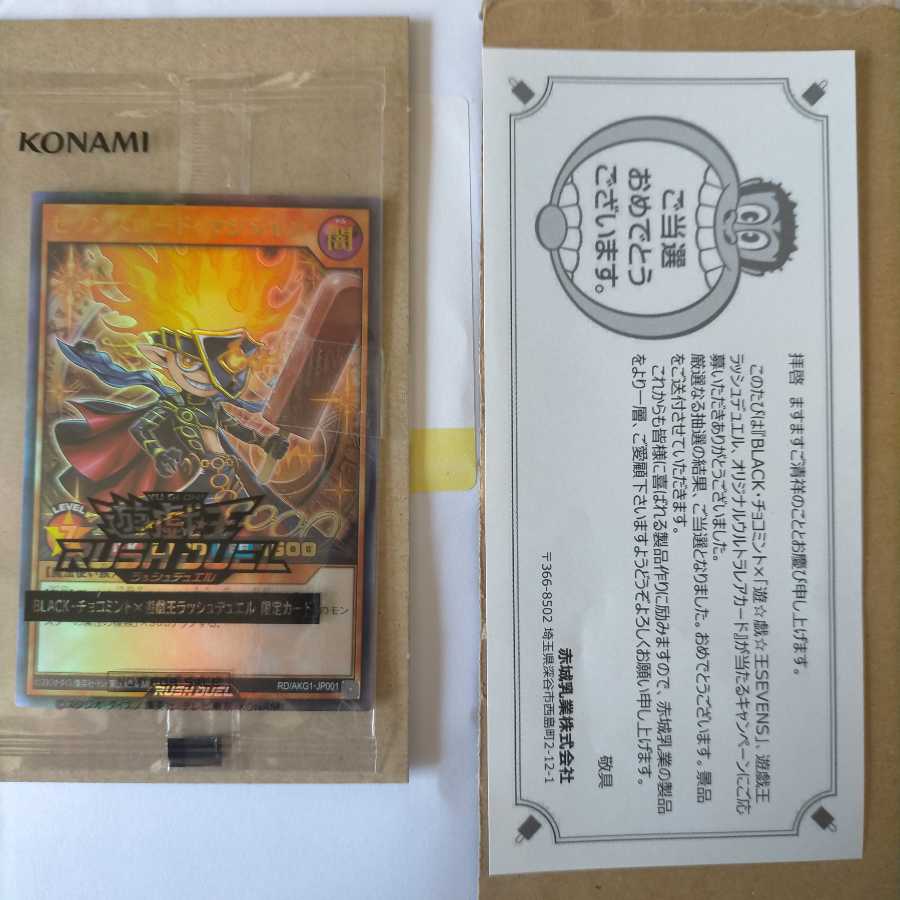 KONAMI
闇
YU-GI-OH!
LEVEL
7
遊戯王
RUSH DUEL
ラッシュデュエル
BLACK・チョコミント×遊戯王ラッシュデュエル 限定カード
RD/AKG1-JP001
RUSH DUEL
ご当選
おめでとう
ございます。
拝啓 ますますご清祥のこととお慶び申し上げます。
このたびは『BLACK・チョコミント×「遊☆戯☆王SEVENS」、遊戯王
ラッシュデュエル、オリジナルウルトラレアカード』が当たるキャンペーンにご応
募いただきありがとうございました。
厳選なる抽選の結果、ご当選となりました。おめでとうございます。景品
をご送付させていただきます。
これからも皆様に喜ばれる製品作りに励みますので、赤城乳業の製品
をより一層、ご愛顧下さいますようどうぞよろしくお願い申し上げます。
敬具
赤城乳業株式会社
〒366-8502 埼玉県深谷市西島町2-12-1